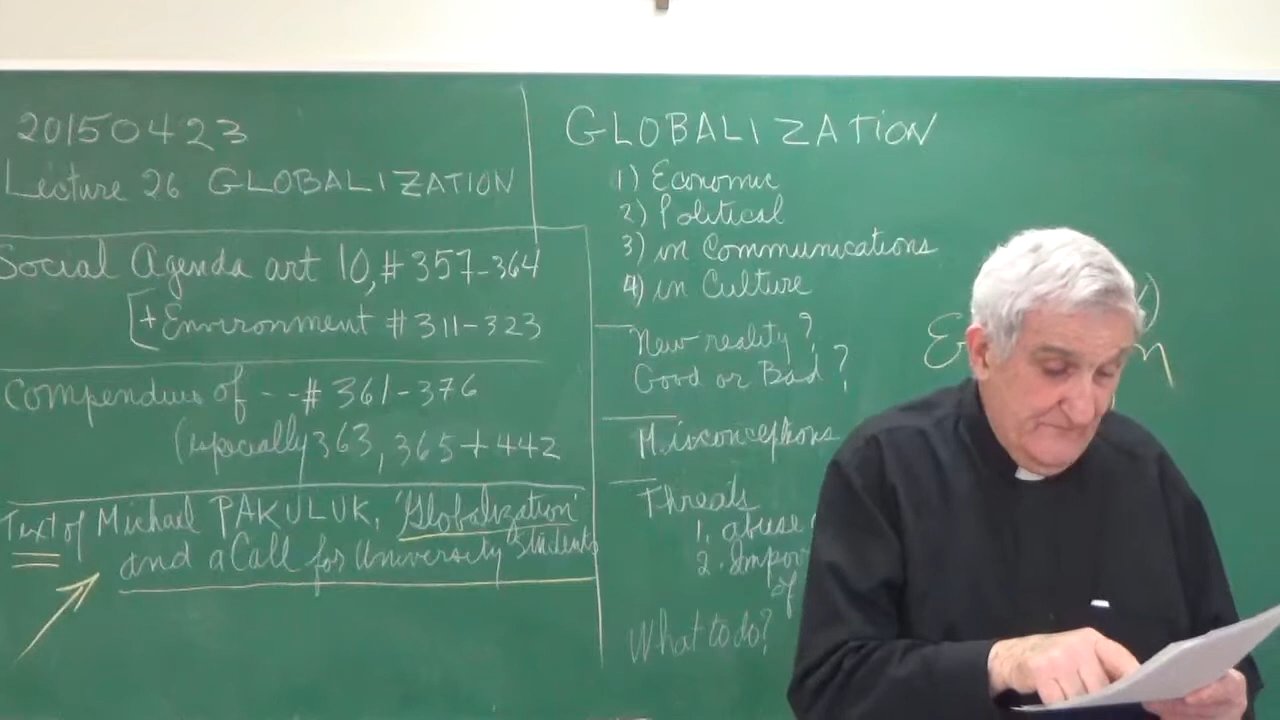 20150423
Lecture 26 GLOBALIZATION
Social Agenda art 10, # 357-364
[+ Environment # 311-323
Compendium of --# 361-376
(especially 363, 365 + 442
Text of Michael PAKULUK, 'Globalization'
and a Call for University Students
GLOBALIZATION
1) Economic
2) Political
3) in Communications
4) in Culture
New reality?
Good or Bad?
Misconceptions
Threats
1. abuse
2.
of
What to do?